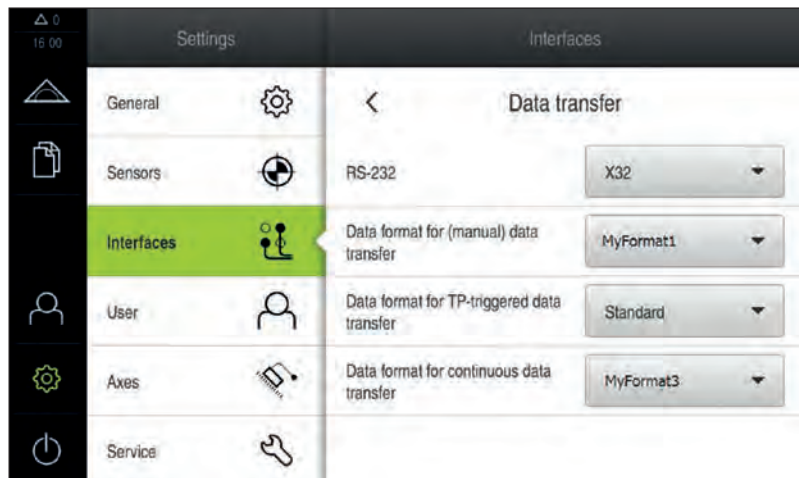 0
16 00
Settings
Interfaces
General
Sensors
Interfaces
User
Axes
Service
Data transfer
RS-232
X32
Data format for (manual) data
transfer
MyFormat1
Data format for TP-triggered data
transfer
Standard
Data format for continuous data
transfer
MyFormat3